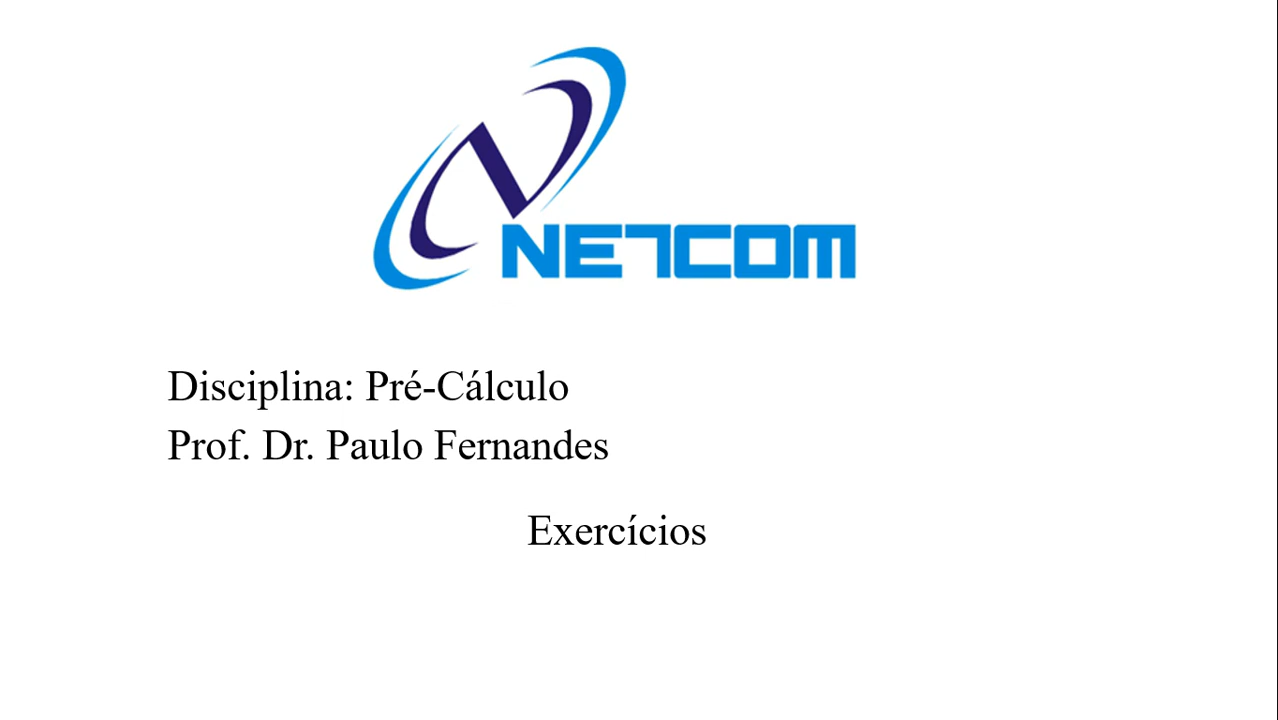 NETCOM
Disciplina: Pré-Cálculo
Prof. Dr. Paulo Fernandes
Exercícios